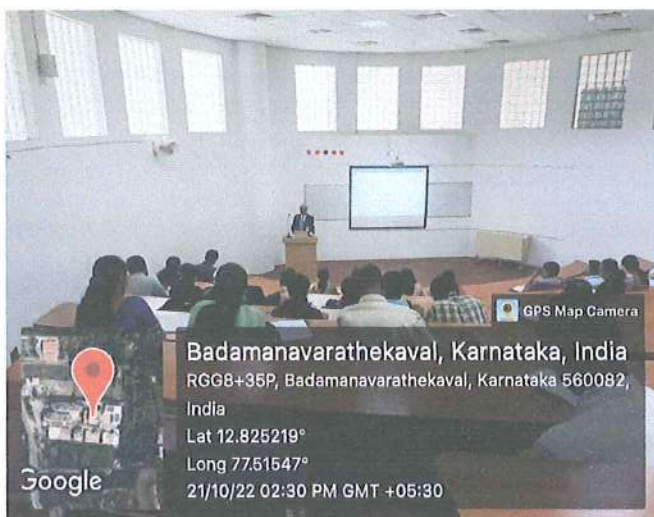 GPS Map Camera
Badamanavarathekaval, Karnataka, India
RGG8+35P, Badamanavarathekaval, Karnataka 560082,
India
Lat 12.825219°
Long 77.51547°
21/10/22 02:30 PM GMT +05:30
Google